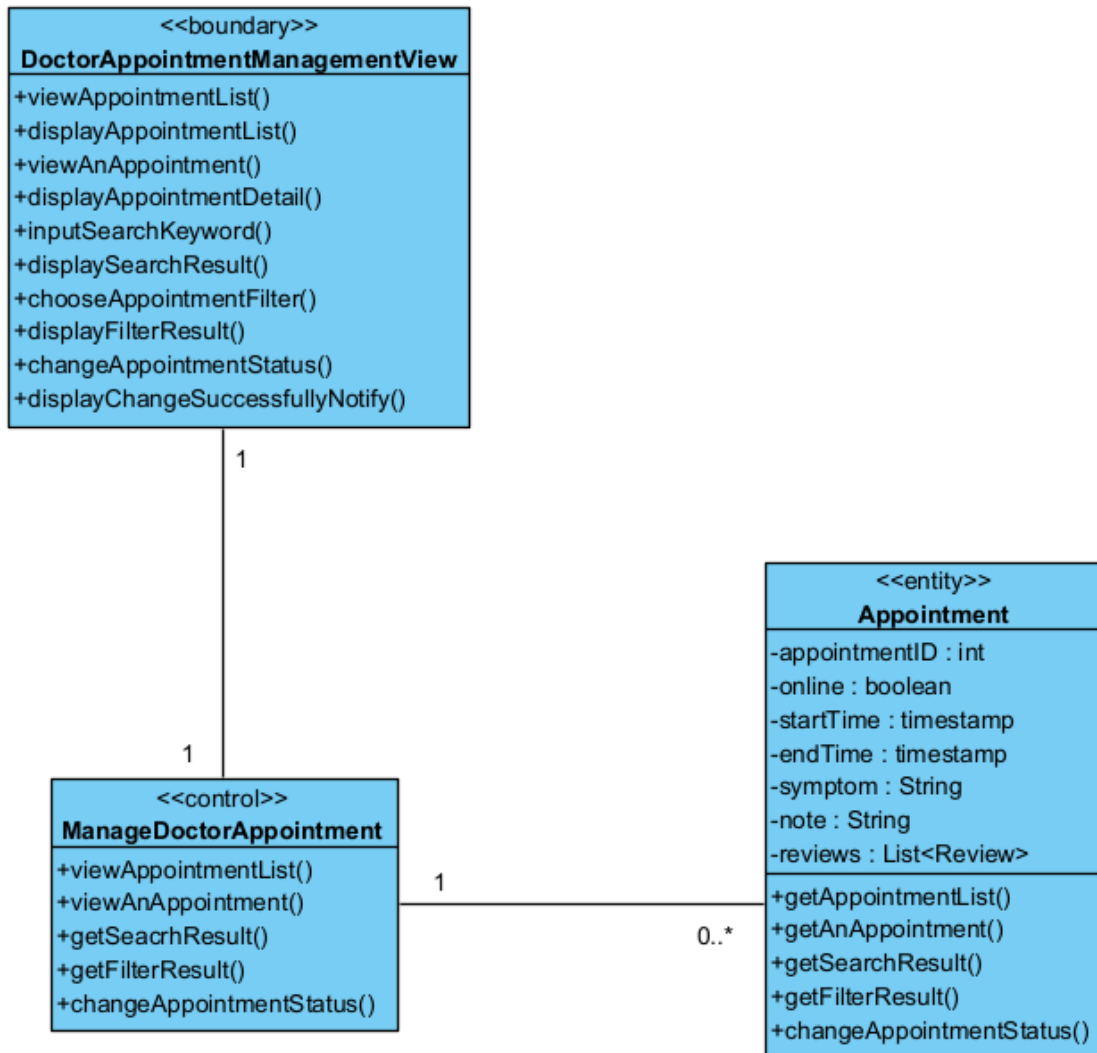 <<boundary>>
DoctorAppointmentManagementView
+viewAppointmentList()
+displayAppointmentList()
+viewAnAppointment()
+displayAppointmentDetail()
+inputSearchKeyword()
+displaySearchResult()
+chooseAppointmentFilter()
+displayFilterResult()
+changeAppointmentStatus()
+displayChangeSuccessfullyNotify()
1
1
<<control>>
ManageDoctorAppointment
+viewAppointmentList()
+viewAnAppointment()
+getSeacrhResult()
+getFilterResult()
+changeAppointmentStatus()
1
0..*
<<entity>>
Appointment
-appointmentID : int
-online : boolean
-startTime : timestamp
-endTime : timestamp
-symptom : String
-note : String
-reviews : List<Review>
+getAppointmentList()
+getAnAppointment()
+getSearchResult()
+getFilterResult()
+changeAppointmentStatus()